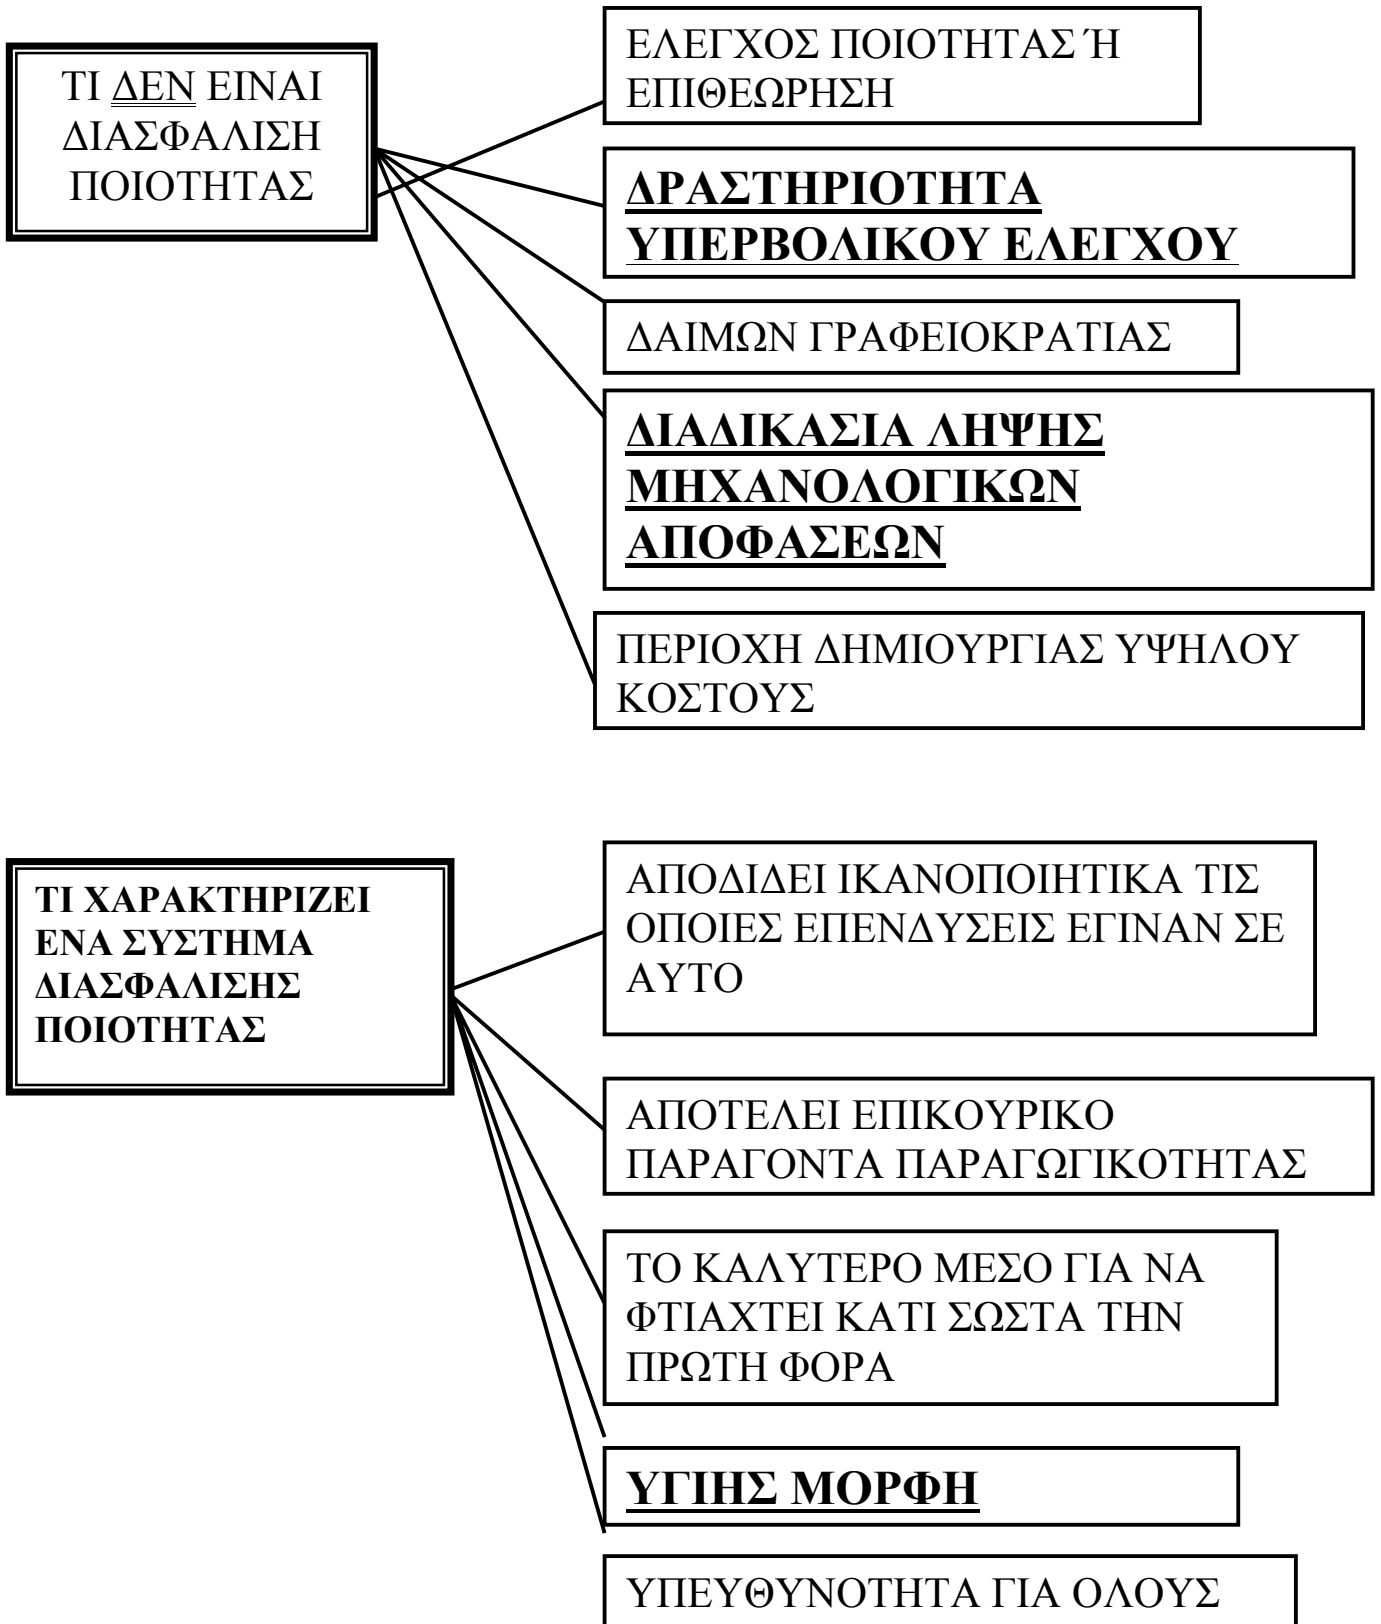 ΤΙ ΔΕΝ ΕΙΝΑΙ
ΔΙΑΣΦΑΛΙΣΗ
ΠΟΙΟΤΗΤΑΣ
ΕΛΕΓΧΟΣ ΠΟΙΟΤΗΤΑΣ Ή
ΕΠΙΘΕΩΡΗΣΗ
ΔΡΑΣΤΗΡΙΟΤΗΤΑ
ΥΠΕΡΒΟΛΙΚΟΥ ΕΛΕΓΧΟΥ
ΔΑΙΜΩΝ ΓΡΑΦΕΙΟΚΡΑΤΙΑΣ
ΔΙΑΔΙΚΑΣΙΑ ΛΗΨΗΣ
ΜΗΧΑΝΟΛΟΓΙΚΩΝ
ΑΠΟΦΑΣΕΩΝ
ΠΕΡΙΟΧΗ ΔΗΜΙΟΥΡΓΙΑΣ ΥΨΗΛΟΥ
ΚΟΣΤΟΥΣ
ΤΙ ΧΑΡΑΚΤΗΡΙΖΕΙ
ΕΝΑ ΣΥΣΤΗΜΑ
ΔΙΑΣΦΑΛΙΣΗΣ
ΠΟΙΟΤΗΤΑΣ
ΑΠΟΔΙΔΕΙ ΙΚΑΝΟΠΟΙΗΤΙΚΑ ΤΙΣ
ΟΠΟΙΕΣ ΕΠΕΝΔΥΣΕΙΣ ΕΓΙΝΑΝ ΣΕ
ΑΥΤΟ
ΑΠΟΤΕΛΕΙ ΕΠΙΚΟΥΡΙΚΟ
ΠΑΡΑΓΟΝΤΑ ΠΑΡΑΓΩΓΙΚΟΤΗΤΑΣ
ΤΟ ΚΑΛΥΤΕΡΟ ΜΕΣΟ ΓΙΑ ΝΑ
ΦΤΙΑΧΤΕΙ ΚΑΤΙ ΣΩΣΤΑ ΤΗΝ
ΠΡΩΤΗ ΦΟΡΑ
ΥΓΙΗΣ ΜΟΡΦΗ
ΥΠΕΥΘΥΝΟΤΗΤΑ ΓΙΑ ΟΛΟΥΣ